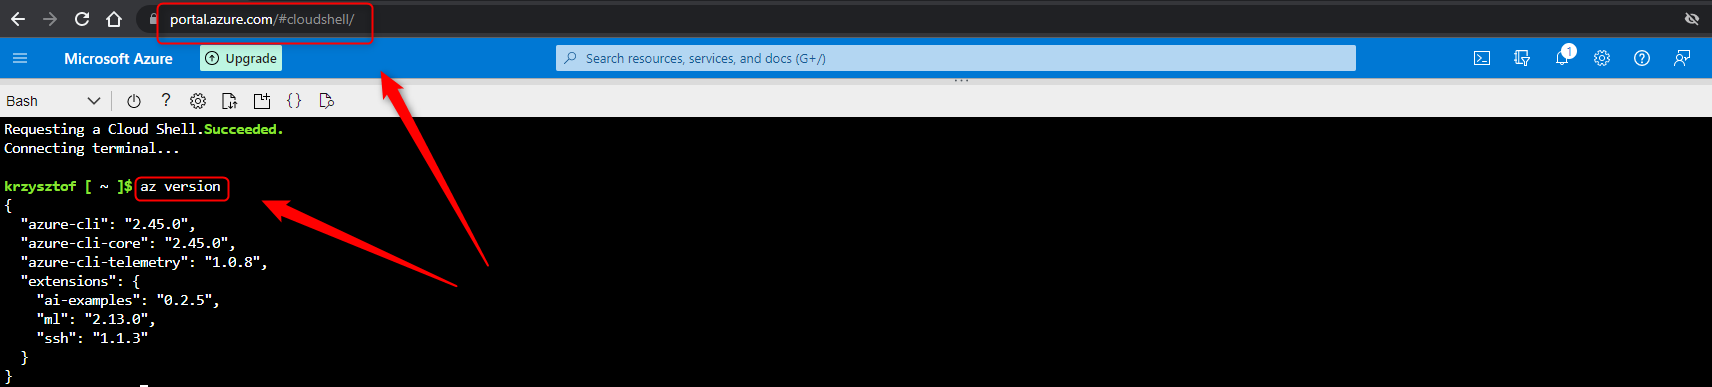 portal.azure.com/#cloudshell/
Microsoft Azure
Upgrade
Search resources, services, and docs (G+/)
1
Bash
Requesting a Cloud Shell.Succeeded.
Connecting terminal...
krzysztof [ ~ ]$ az version
{
  "azure-cli": "2.45.0",
  "azure-cli-core": "2.45.0",
  "azure-cli-telemetry": "1.0.8",
  "extensions": {
    "ai-examples": "0.2.5",
    "ml": "2.13.0",
    "ssh": "1.1.3"
  }
}